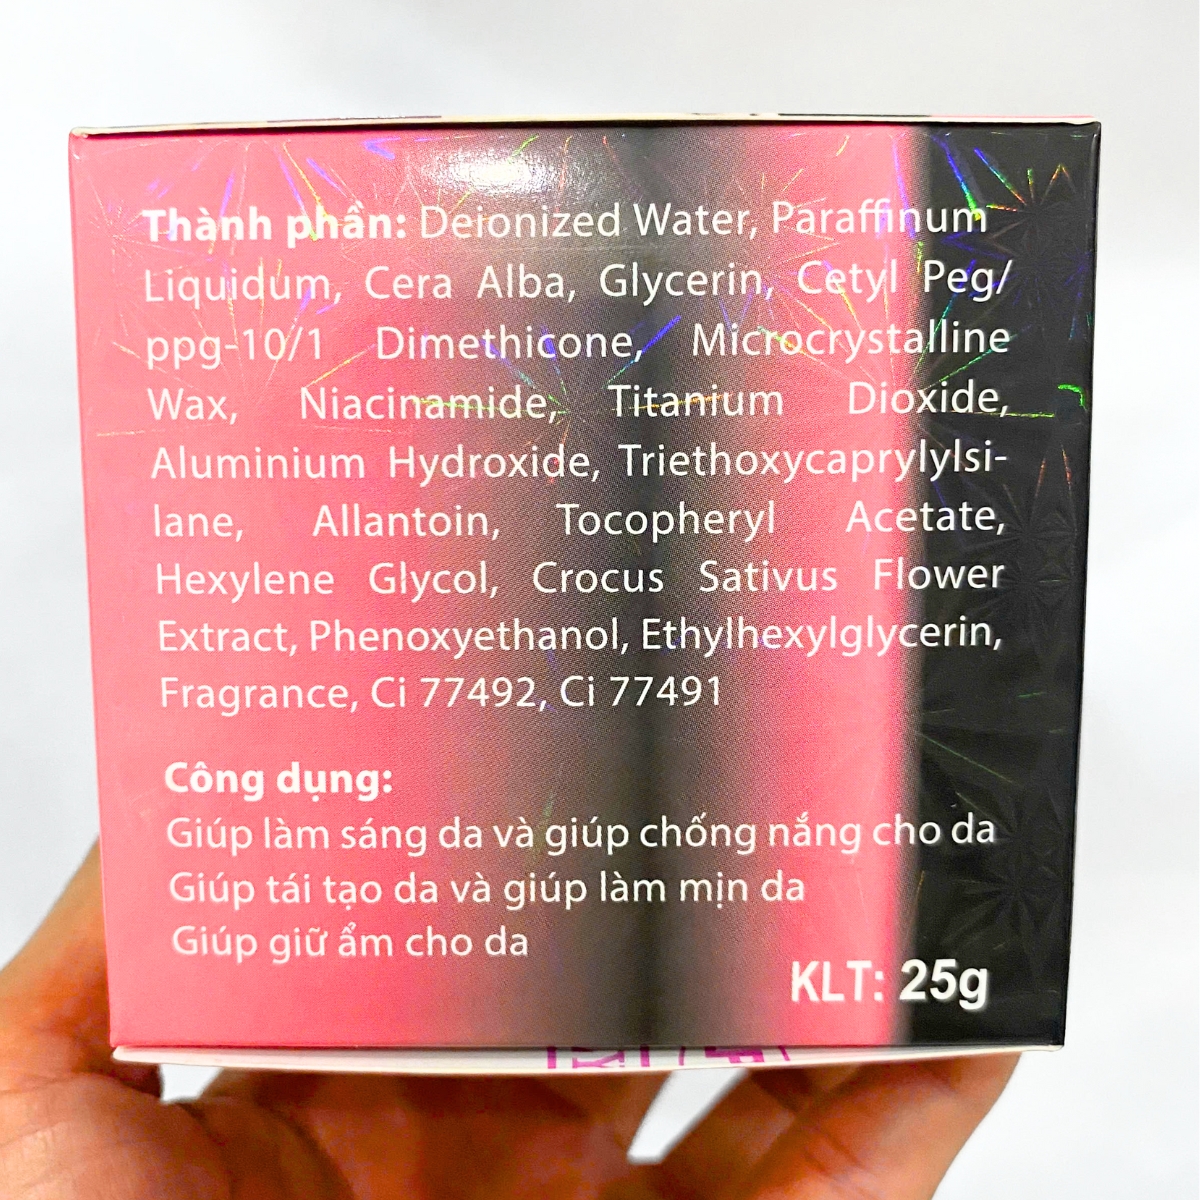 Thành phần: Deionized Water, Paraffinum
Liquidum, Cera Alba, Glycerin, Cetyl Peg/
ppg-10/1 Dimethicone, Microcrystalline
Wax, Niacinamide, Titanium Dioxide,
Aluminium Hydroxide, Triethoxycaprylylsi-
lane, Allantoin, Tocopheryl Acetate,
Hexylene Glycol, Crocus Sativus Flower
Extract, Phenoxyethanol, Ethylhexylglycerin,
Fragrance, Ci 77492, Ci 77491
Công dụng:
Giúp làm sáng da và giúp chống nắng cho da
Giúp tái tạo da và giúp làm mịn da
Giúp giữ ẩm cho da
KLT: 25g